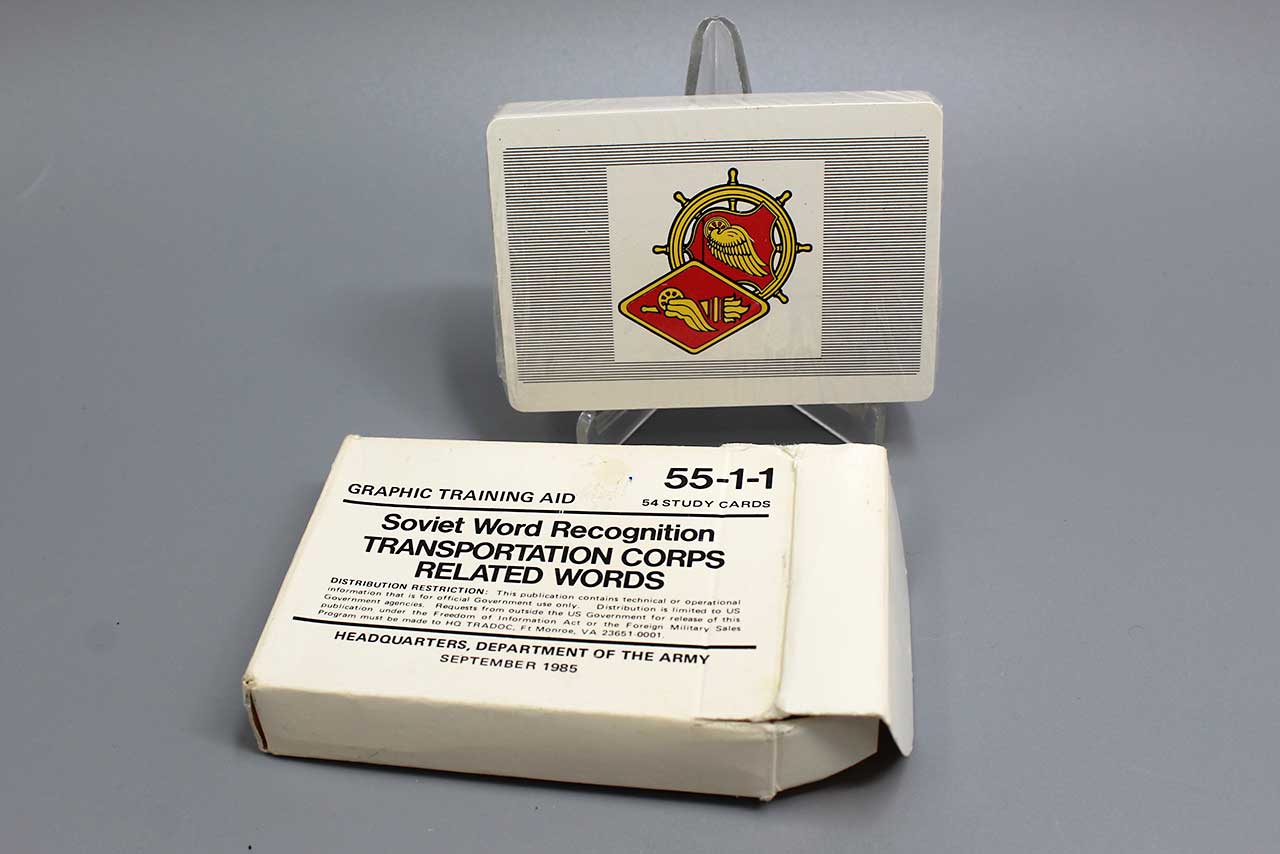 55-1-1
GRAPHIC TRAINING AID
54 STUDY CARDS
Soviet Word Recognition
TRANSPORTATION CORPS
RELATED WORDS
DISTRIBUTION RESTRICTION: This publication contains technical or operational
information that is for official Government use only. Distribution is limited to US
Government agencies. Requests from outside the US Government for release of this
publication under the Freedom of Information Act or the Foreign Military Sales
Program must be made to HQ TRADOC, Ft Monroe, VA 23651-0001.
HEADQUARTERS, DEPARTMENT OF THE ARMY
SEPTEMBER 1985